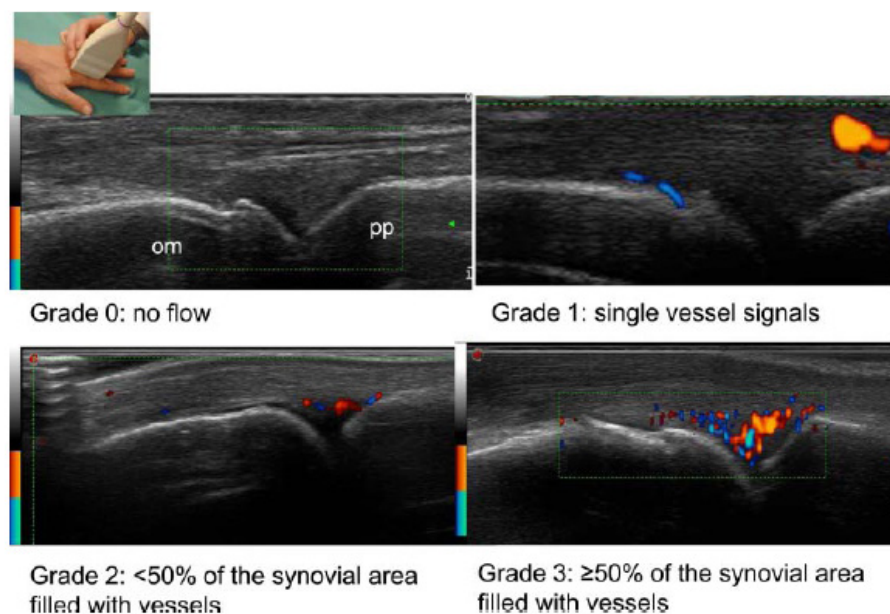 om
pp
Grade 0: no flow
Grade 1: single vessel signals
Grade 2: <50% of the synovial area
filled with vessels
Grade 3: ≥50% of the synovial area
filled with vessels